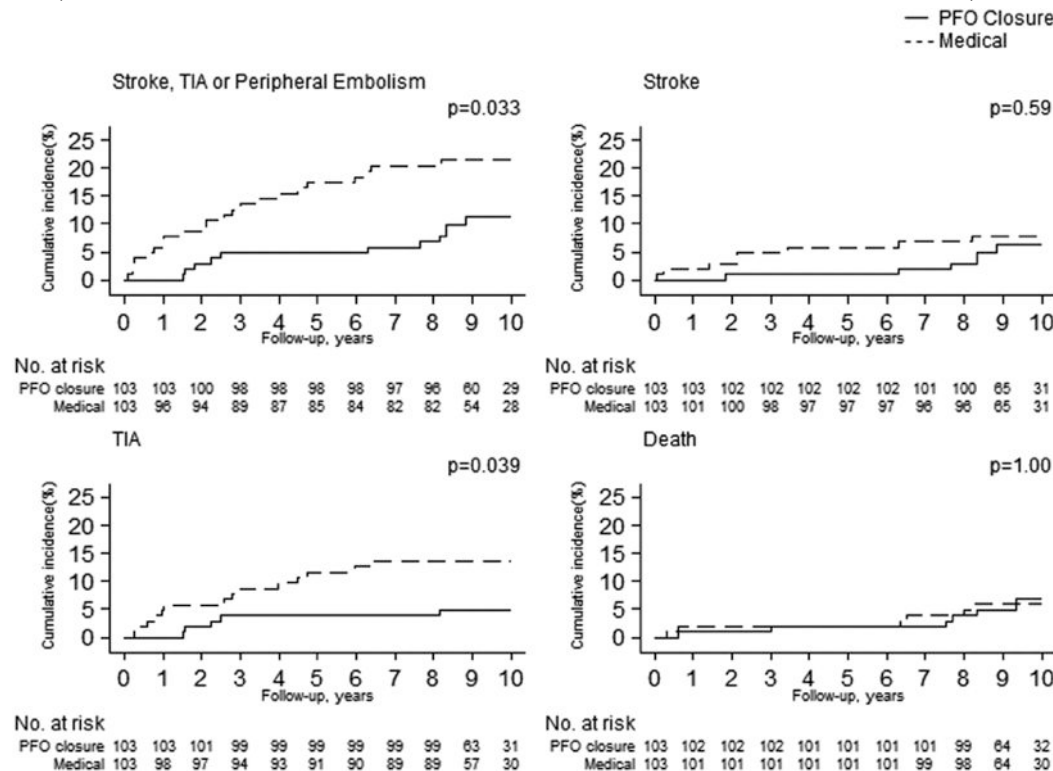 PFO Closure
Medical
Stroke, TIA or Peripheral Embolism
p=0.033
Cumulative incidence(%)
25
20
15
10
5
0
0 1 2 3 4 5 6 7 8 9 10
Follow-up, years
No. at risk
PFO closure 103 103 100 98 98 98 98 97 96 60 29
Medical 103 96 94 89 87 85 84 82 82 54 28
Stroke
p=0.59
Cumulative incidence(%)
25
20
15
10
5
0
0 1 2 3 4 5 6 7 8 9 10
Follow-up, years
No. at risk
PFO closure 103 103 102 102 102 102 102 101 100 65 31
Medical 103 101 100 98 97 97 97 96 96 65 31
TIA
p=0.039
Cumulative incidence(%)
25
20
15
10
5
0
0 1 2 3 4 5 6 7 8 9 10
Follow-up, years
No. at risk
PFO closure 103 103 101 99 99 99 99 99 99 63 31
Medical 103 98 97 94 93 91 90 89 89 57 30
Death
p=1.00
Cumulative incidence(%)
25
20
15
10
5
0
0 1 2 3 4 5 6 7 8 9 10
Follow-up, years
No. at risk
PFO closure 103 102 102 102 101 101 101 101 99 64 32
Medical 103 101 101 101 101 101 101 99 98 64 30